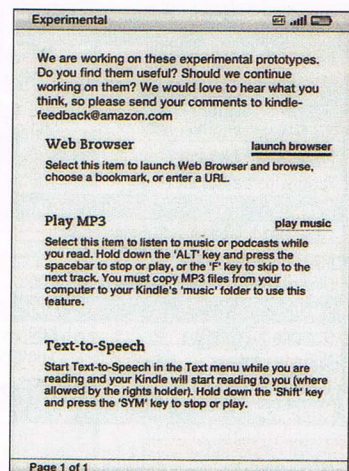 Experimental
We are working on these experimental prototypes.
Do you find them useful? Should we continue
working on them? We would love to hear what you
think, so please send your comments to kindle-
feedback@amazon.com
Web Browser launch browser
Select this item to launch Web Browser and browse,
choose a bookmark, or enter a URL.
Play MP3 play music
Select this item to listen to music or podcasts while
you read. Hold down the 'ALT' key and press the
spacebar to stop or play, or the 'F' key to skip to the
next track. You must copy MP3 files from your
computer to your Kindle's 'music' folder to use this
feature.
Text-to-Speech
Start Text-to-Speech in the Text menu while you are
reading and your Kindle will start reading to you (where
allowed by the rights holder). Hold down the 'Shift' key
and press the 'SYM' key to stop or play.
Page 1 of 1